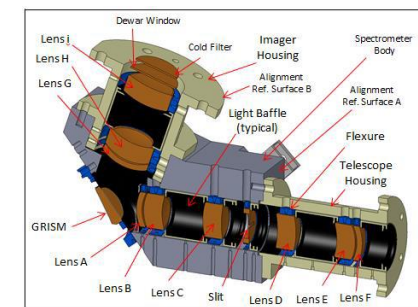 Dewar Window
Lens i
Lens H
Lens G
Cold Filter
Imager
Housing
Alignment
Ref. Surface B
Spectrometer
Body
Alignment
Ref. Surface A
Light Baffle
(typical)
Flexure
Telescope
Housing
GRISM
Lens A
Lens B
Lens C
Slit
Lens D
Lens E
Lens F